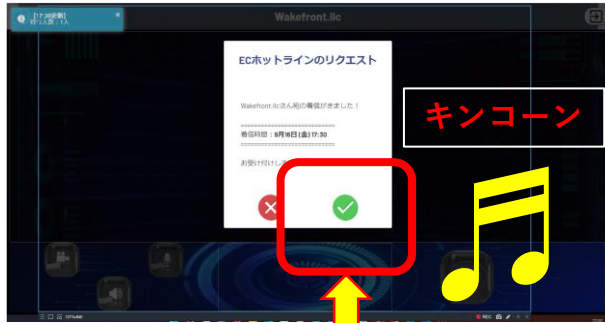 【17:30更新】
待ち人数：1人
Wakefront.llc
ECホットラインのリクエスト
Wakefront.llcさん宛の着信がきました！
==========================
着信時間：8月16日(金) 17:30
==========================
お受け付けし
キンコーン
REC